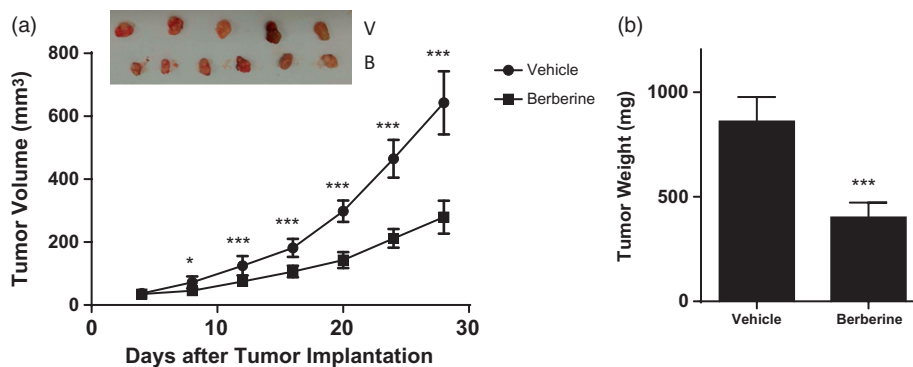 (a)
V
B
Tumor Volume (mm³)
800
600
400
200
0
0 10 20 30
Days after Tumor Implantation
* *** *** *** *** ***
Vehicle
Berberine
(b)
Tumor Weight (mg)
1000
500
0
***
Vehicle Berberine